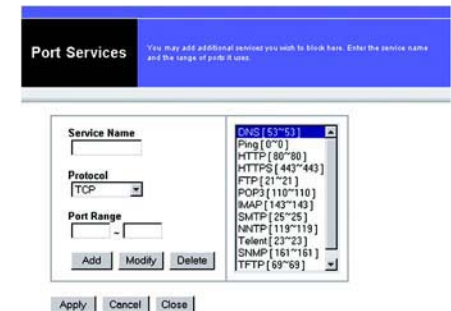 Port Services
You may add additional services you wish to block here. Enter the service name
and the range of ports it uses.
Service Name
Protocol
TCP
Port Range
~
Add Modify Delete
DNS [53~53]
Ping [0~0]
HTTP [80~80]
HTTPS [443~443]
FTP [21~21]
POP3 [110~110]
IMAP [143~143]
SMTP [25~25]
NNTP [119~119]
Telent [23~23]
SNMP [161~161]
TFTP [69~69]
Apply Cancel Close